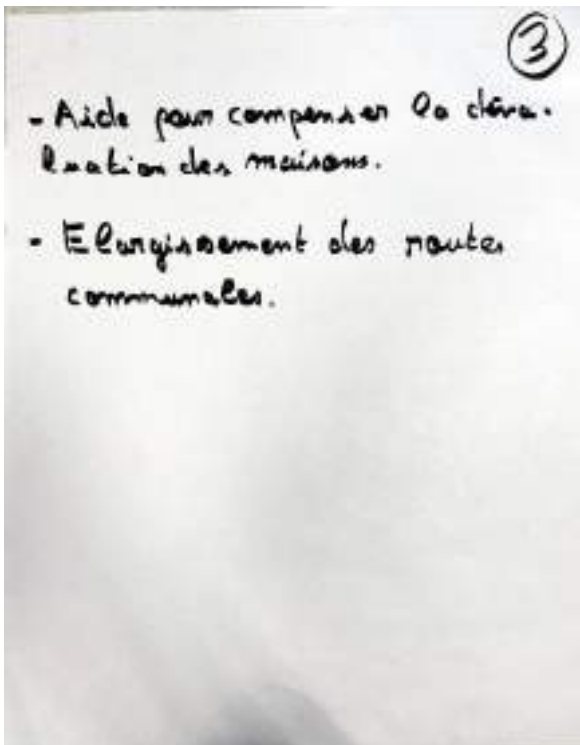 3
- Aide pour compenser la déva-
luation des maisons.
- Elargissement des routes
communales.